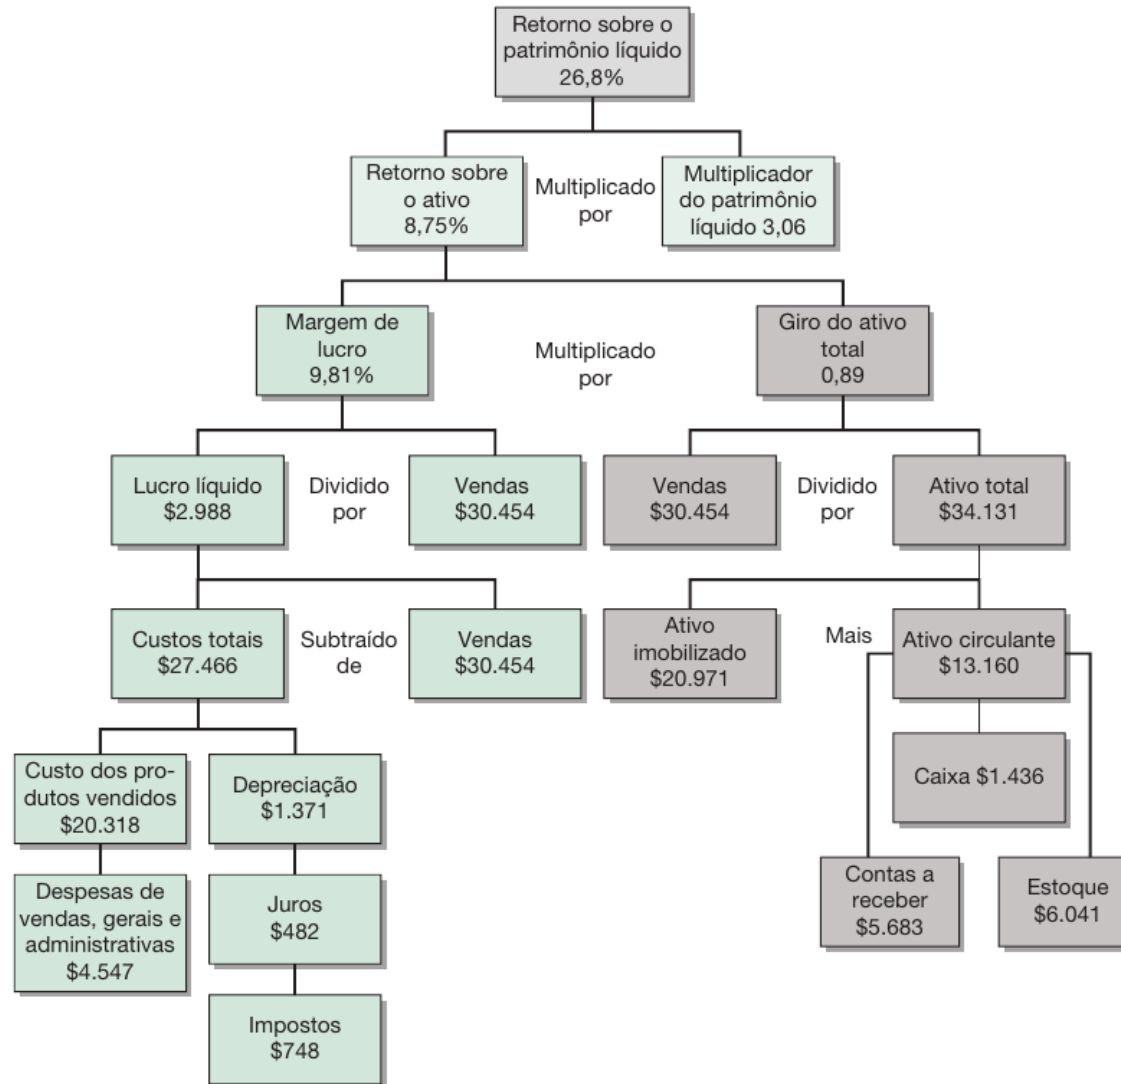 Retorno sobre o
patrimônio líquido
26,8%
Retorno sobre
o ativo
8,75%
Multiplicado
por
Multiplicador
do patrimônio
líquido 3,06
Margem de
lucro
9,81%
Multiplicado
por
Giro do ativo
total
0,89
Lucro líquido
$2.988
Dividido
por
Vendas
$30.454
Vendas
$30.454
Dividido
por
Ativo total
$34.131
Custos totais
$27.466
Subtraído
de
Vendas
$30.454
Ativo
imobilizado
$20.971
Mais
Ativo circulante
$13.160
Custo dos pro-
dutos vendidos
$20.318
Depreciação
$1.371
Caixa $1.436
Despesas de
vendas, gerais e
administrativas
$4.547
Juros
$482
Contas a
receber
$5.683
Estoque
$6.041
Impostos
$748